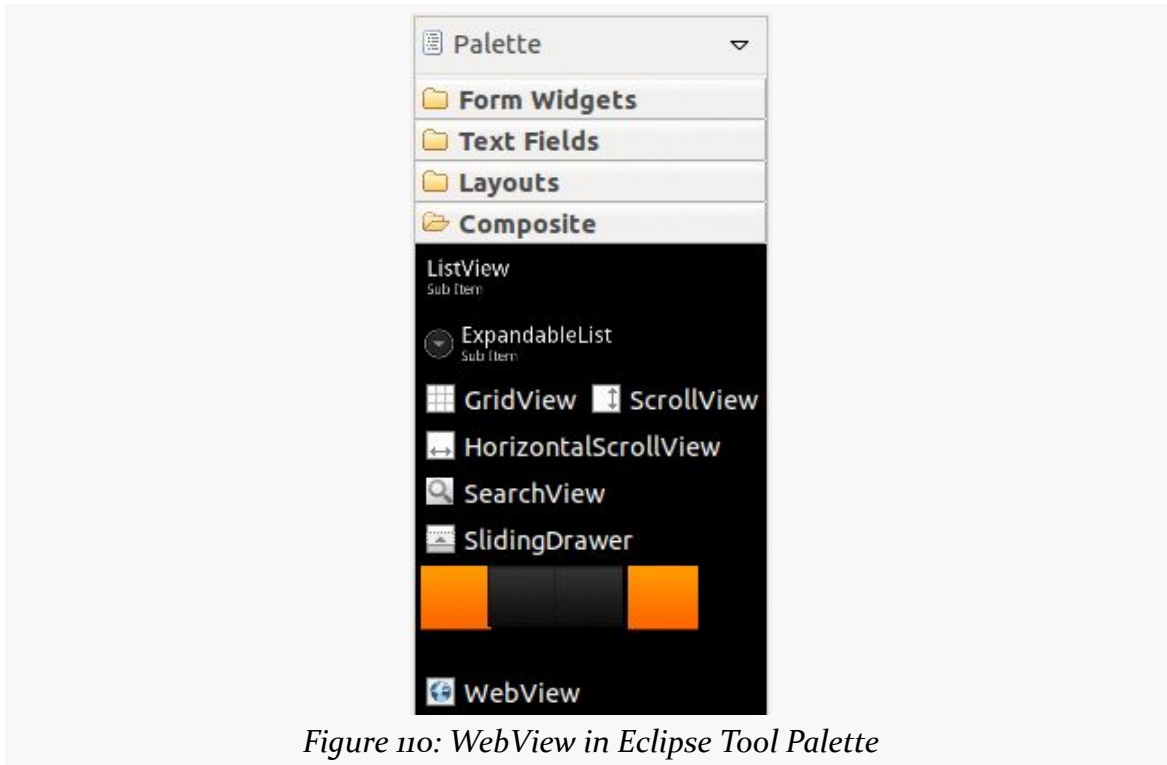 Palette
Form Widgets
Text Fields
Layouts
Composite
ListView
Sub Item
ExpandableList
Sub Item
GridView ScrollView
HorizontalScrollView
SearchView
SlidingDrawer
WebView
Figure 110: WebView in Eclipse Tool Palette